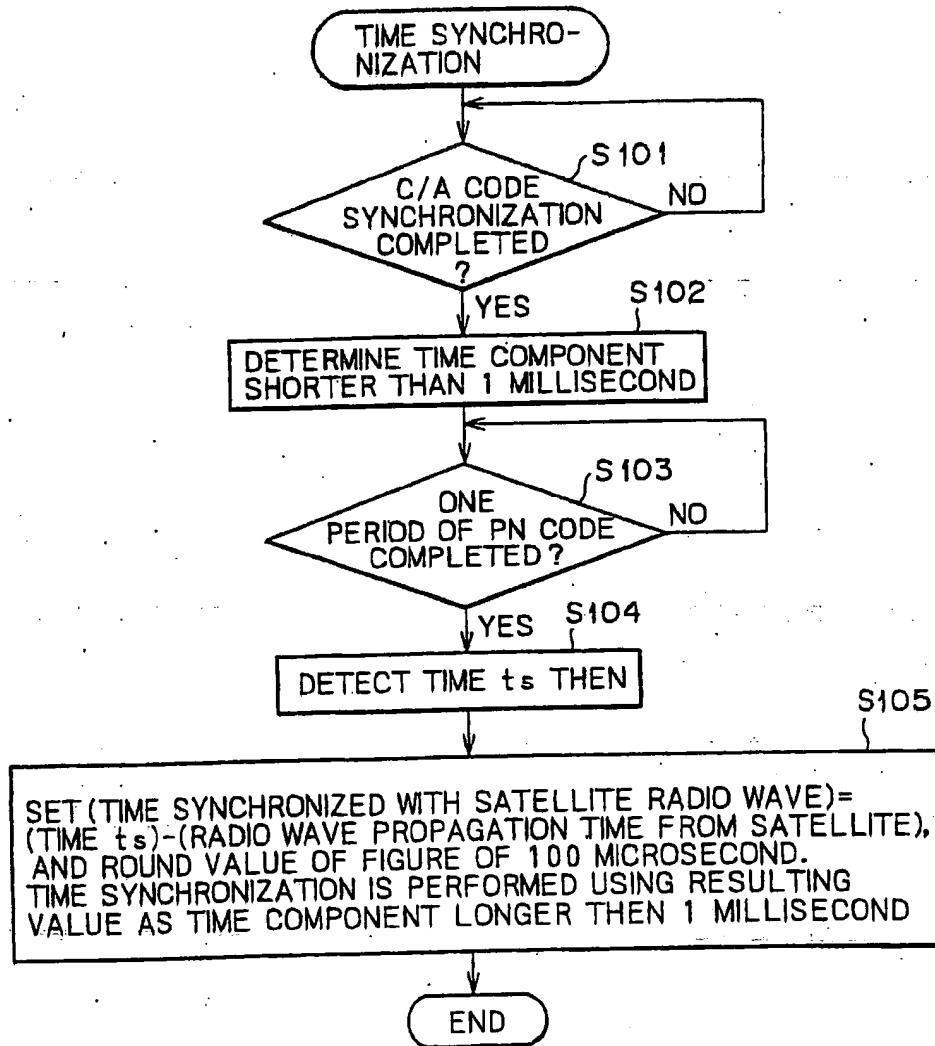 TIME SYNCHRO-
NIZATION
S101
C/A CODE
SYNCHRONIZATION
COMPLETED
?
NO
YES
S102
DETERMINE TIME COMPONENT
SHORTER THAN 1 MILLISECOND
S103
ONE
PERIOD OF PN CODE
COMPLETED?
NO
YES
S104
DETECT TIME ts THEN
S105
SET (TIME SYNCHRONIZED WITH SATELLITE RADIO WAVE)=
(TIME ts)-(RADIO WAVE PROPAGATION TIME FROM SATELLITE),
AND ROUND VALUE OF FIGURE OF 100 MICROSECOND.
TIME SYNCHRONIZATION IS PERFORMED USING RESULTING
VALUE AS TIME COMPONENT LONGER THEN 1 MILLISECOND
END